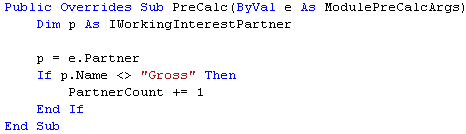 Public Overrides Sub PreCalc(ByVal e As ModulePreCalcArgs)
    Dim p As IWorkingInterestPartner

    p = e.Partner
    If p.Name <> "Gross" Then
        PartnerCount += 1
    End If
End Sub